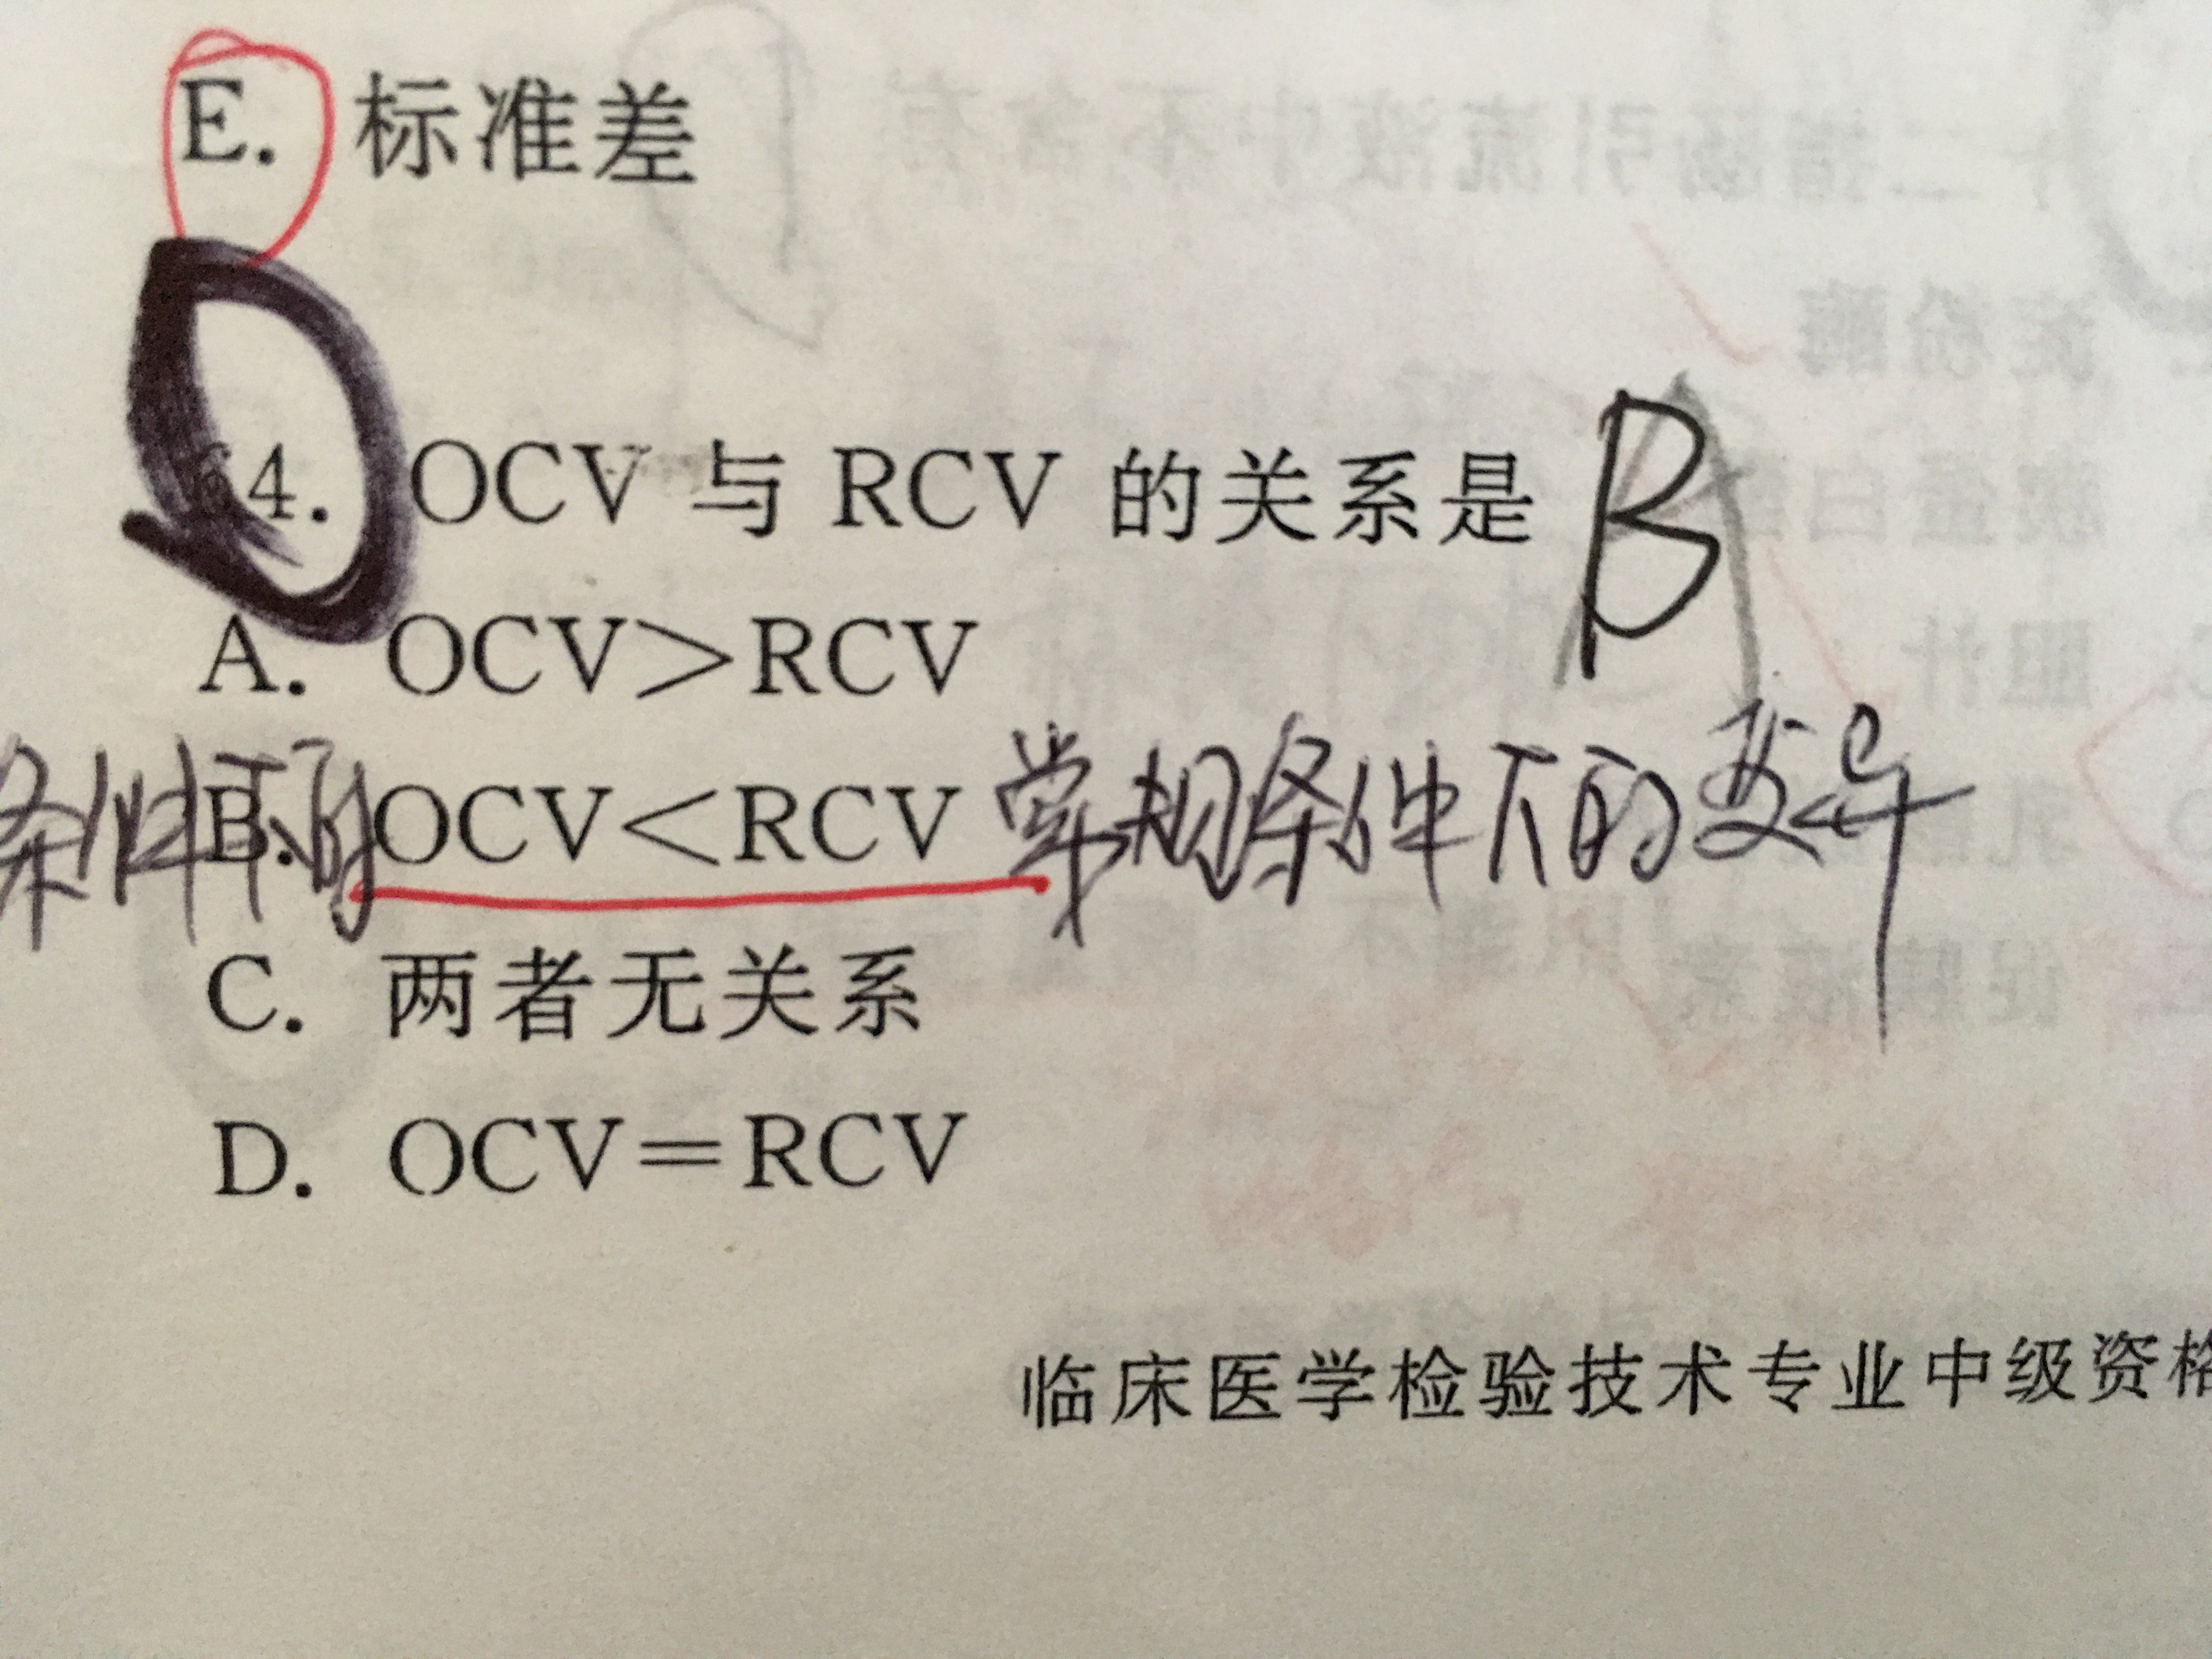 E. 标准差
64. OCV 与 RCV 的关系是 B
A. OCV>RCV
条件下的 B. OCV<RCV 常规条件下的变异
C. 两者无关系
D. OCV=RCV
临床医学检验技术专业中级资格